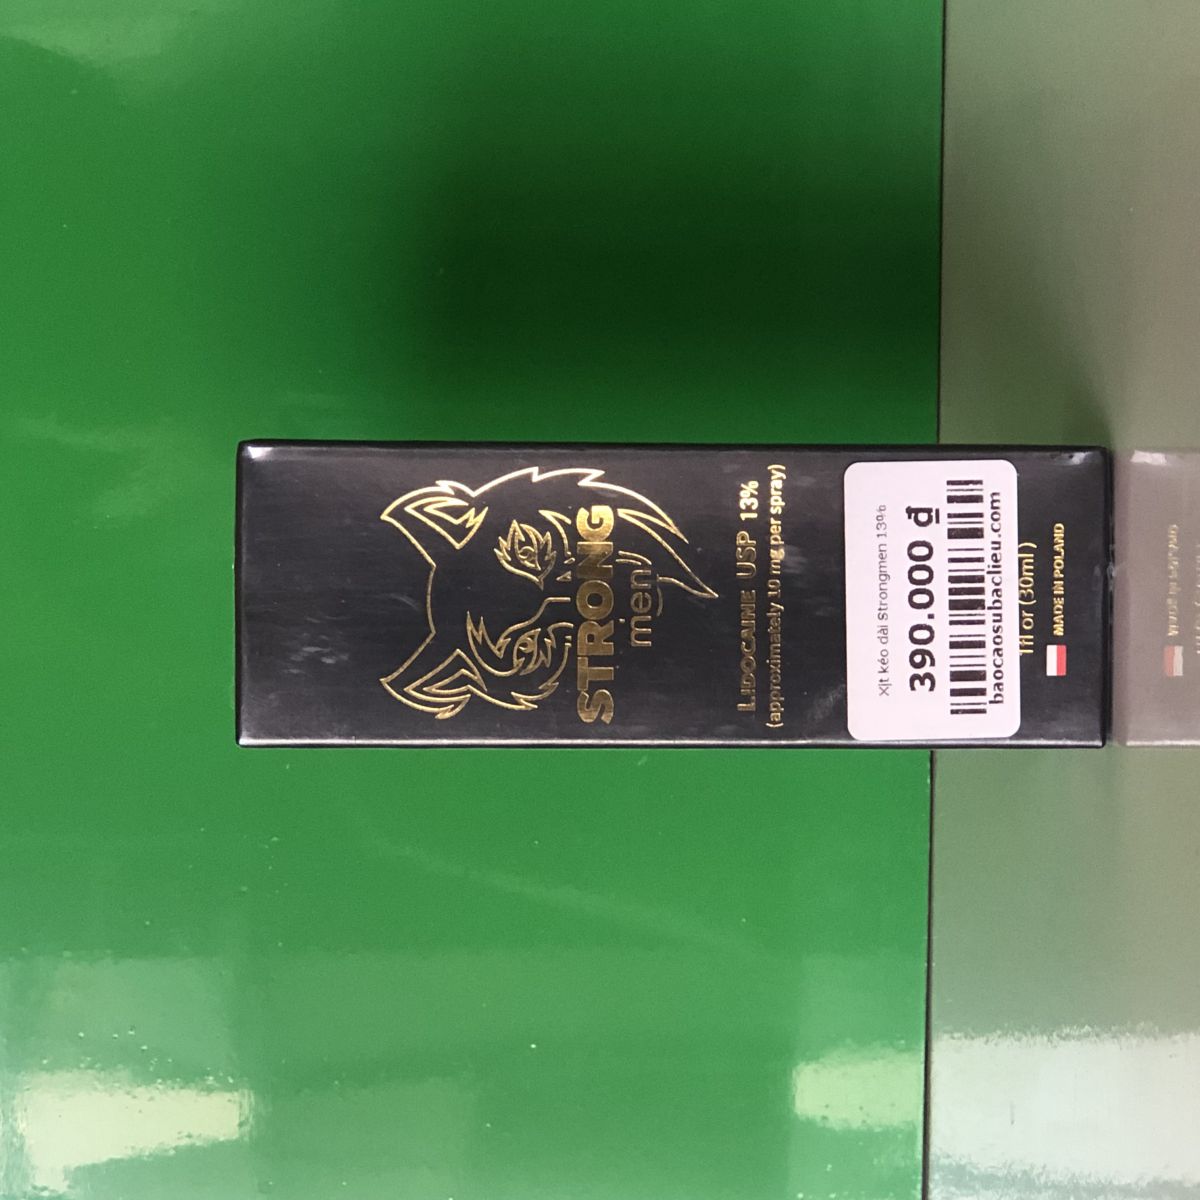 STRONG
men
LIDOCAINE USP 13%
(approximately 10 mg per spray)
Xịt kéo dài Strongmen 13%
390.000 ₫
baocaosubaclieu.com
1fl or (30ml)
MADE IN POLAND